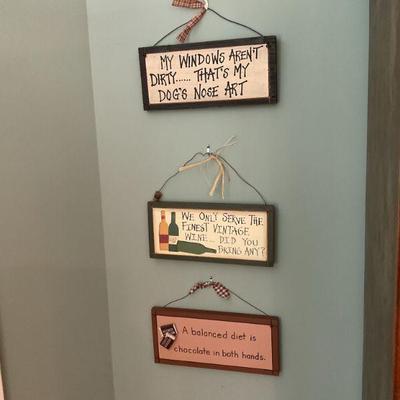 MY WINDOWS AREN'T
DIRTY...... THAT'S MY
DOG'S NOSE ART
WE ONLY SERVE THE
FINEST VINTAGE
WINE... DID YOU
BRING ANY?
A balanced diet is
chocolate in both hands.